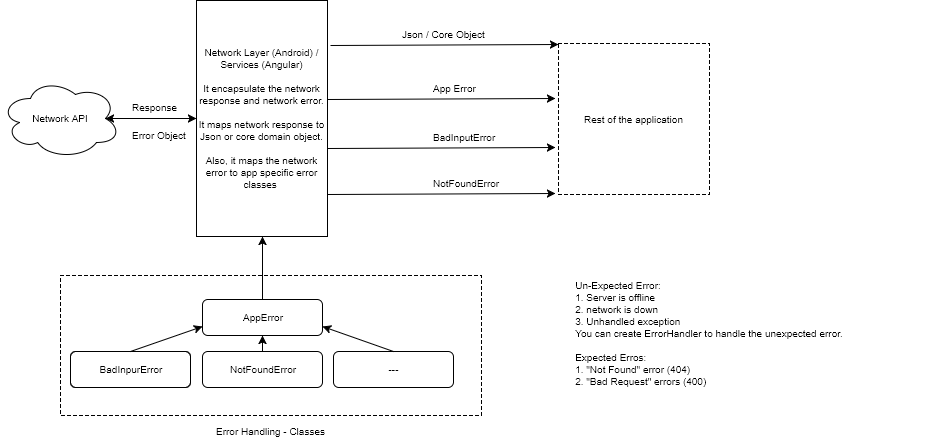 Network API
Response
Error Object
Network Layer (Android) /
Services (Angular)
It encapsulate the network
response and network error.
It maps network response to
Json or core domain object.
Also, it maps the network
error to app specific error
classes
Json / Core Object
App Error
BadInputError
NotFoundError
Rest of the application
AppError
BadInpurError
NotFoundError
---
Error Handling - Classes
Un-Expected Error:
1. Server is offline
2. network is down
3. Unhandled exception
You can create ErrorHandler to handle the unexpected error.
Expected Erros:
1. "Not Found" error (404)
2. "Bad Request" errors (400)